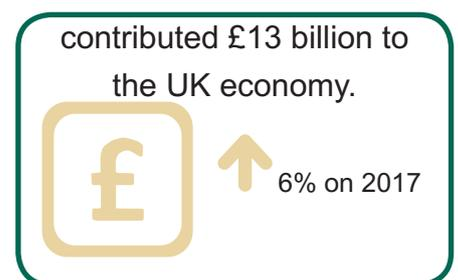 contributed £13 billion to
the UK economy.
£
6% on 2017